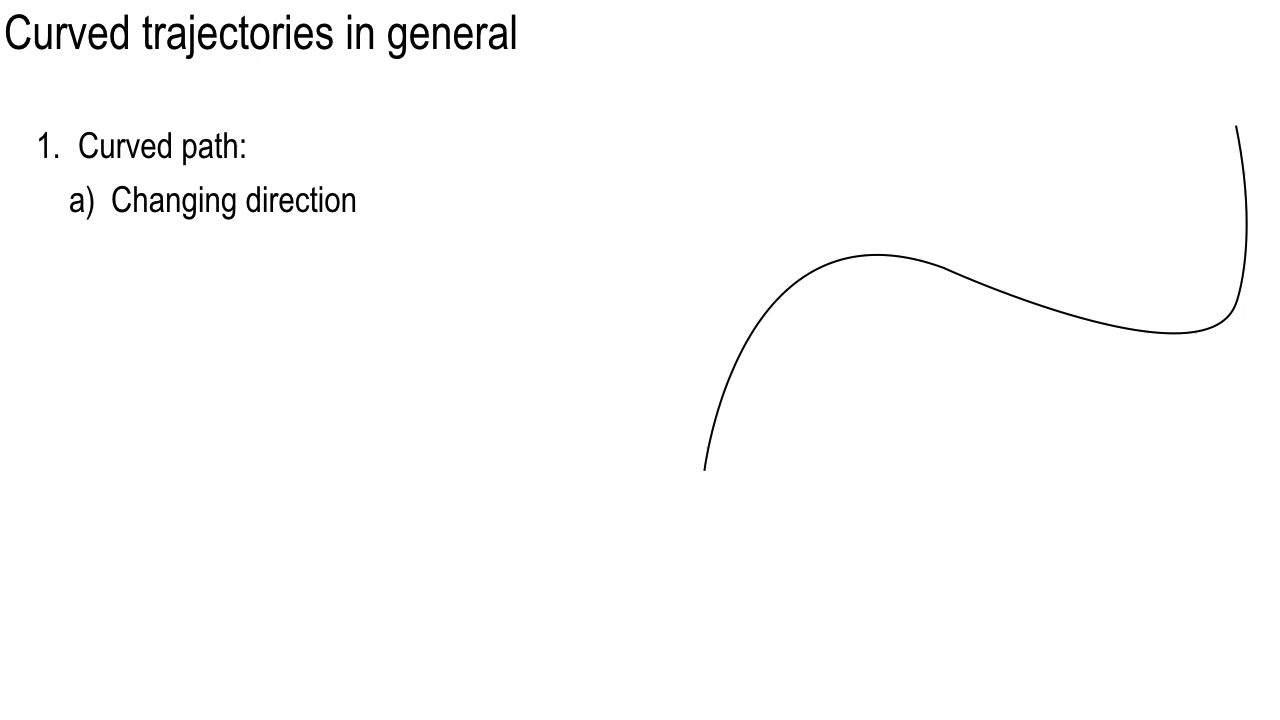 Curved trajectories in general
1. Curved path:
a) Changing direction